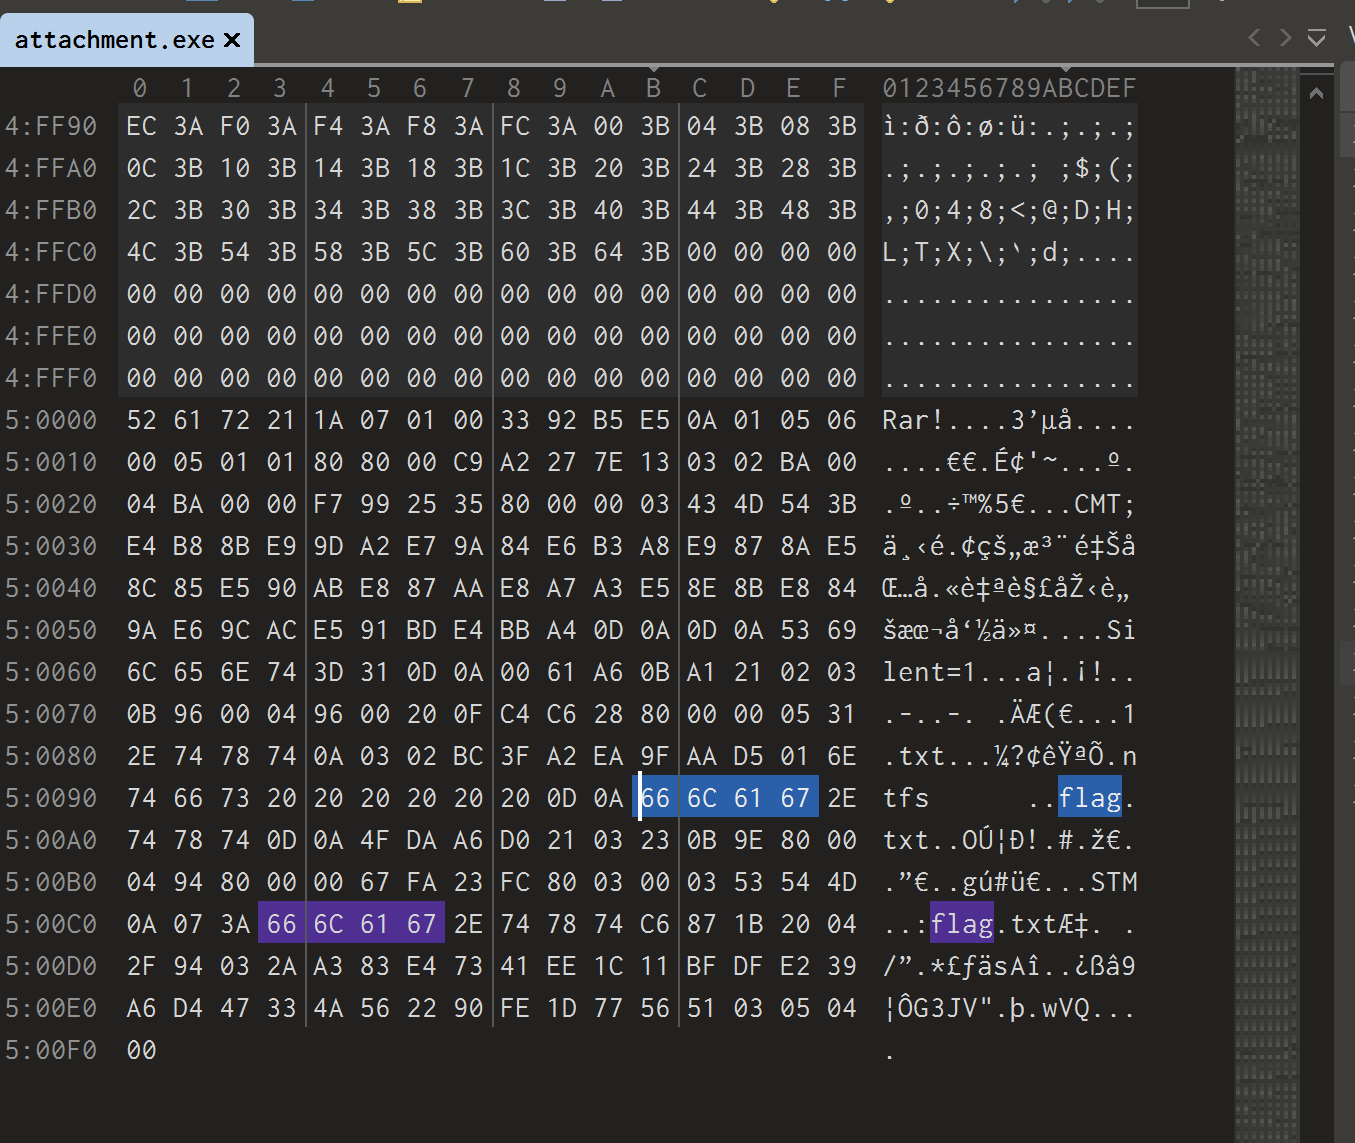 attachment.exe ×
0 1 2 3 4 5 6 7 8 9 A B C D E F 0123456789ABCDEF
4:FF90 EC 3A F0 3A F4 3A F8 3A FC 3A 00 3B 04 3B 08 3B ì:ð:ô:ø:ü:.;.;.;
4:FFA0 0C 3B 10 3B 14 3B 18 3B 1C 3B 20 3B 24 3B 28 3B .;.;.;.;.; ;$;(;
4:FFB0 2C 3B 30 3B 34 3B 38 3B 3C 3B 40 3B 44 3B 48 3B ,;0;4;8;<;@;D;H;
4:FFC0 4C 3B 54 3B 58 3B 5C 3B 60 3B 64 3B 00 00 00 00 L;T;X;\;`;d;....
4:FFD0 00 00 00 00 00 00 00 00 00 00 00 00 00 00 00 00 ................
4:FFE0 00 00 00 00 00 00 00 00 00 00 00 00 00 00 00 00 ................
4:FFF0 00 00 00 00 00 00 00 00 00 00 00 00 00 00 00 00 ................
5:0000 52 61 72 21 1A 07 01 00 33 92 B5 E5 0A 01 05 06 Rar!....3’µå....
5:0010 00 05 01 01 80 80 00 C9 A2 27 7E 13 03 02 BA 00 ....€€.É¢'~...º.
5:0020 04 BA 00 00 F7 99 25 35 80 00 00 03 43 4D 54 3B .º..÷™%5€...CMT;
5:0030 E4 B8 8B E9 9D A2 E7 9A 84 E6 B3 A8 E9 87 8A E5 ä¸‹é.¢çš„æ³¨é‡Šå
5:0040 8C 85 E5 90 AB E8 87 AA E8 A7 A3 E5 8E 8B E8 84 Œ…å.«è‡ªè§£åŽ‹è„
5:0050 9A E6 9C AC E5 91 BD E4 BB A4 0D 0A 0D 0A 53 69 šæœ¬å‘½ä»¤....Si
5:0060 6C 65 6E 74 3D 31 0D 0A 00 61 A6 0B A1 21 02 03 lent=1...a¦.¡!..
5:0070 0B 96 00 04 96 00 20 0F C4 C6 28 80 00 00 05 31 .–..–. .ÄÆ(€...1
5:0080 2E 74 78 74 0A 03 02 BC 3F A2 EA 9F AA D5 01 6E .txt...¼?¢êŸªÕ.n
5:0090 74 66 73 20 20 20 20 20 20 0D 0A 66 6C 61 67 2E tfs      ..flag.
5:00A0 74 78 74 0D 0A 4F DA A6 D0 21 03 23 0B 9E 80 00 txt..OÚ¦Ð!.#.ž€.
5:00B0 04 94 80 00 00 67 FA 23 FC 80 03 00 03 53 54 4D .”€..gú#ü€...STM
5:00C0 0A 07 3A 66 6C 61 67 2E 74 78 74 C6 87 1B 20 04 ..:flag.txtÆ‡. .
5:00D0 2F 94 03 2A A3 83 E4 73 41 EE 1C 11 BF DF E2 39 /”.*£ƒäsAî..¿ßâ9
5:00E0 A6 D4 47 33 4A 56 22 90 FE 1D 77 56 51 03 05 04 ¦ÔG3JV".þ.wVQ...
5:00F0 00 .